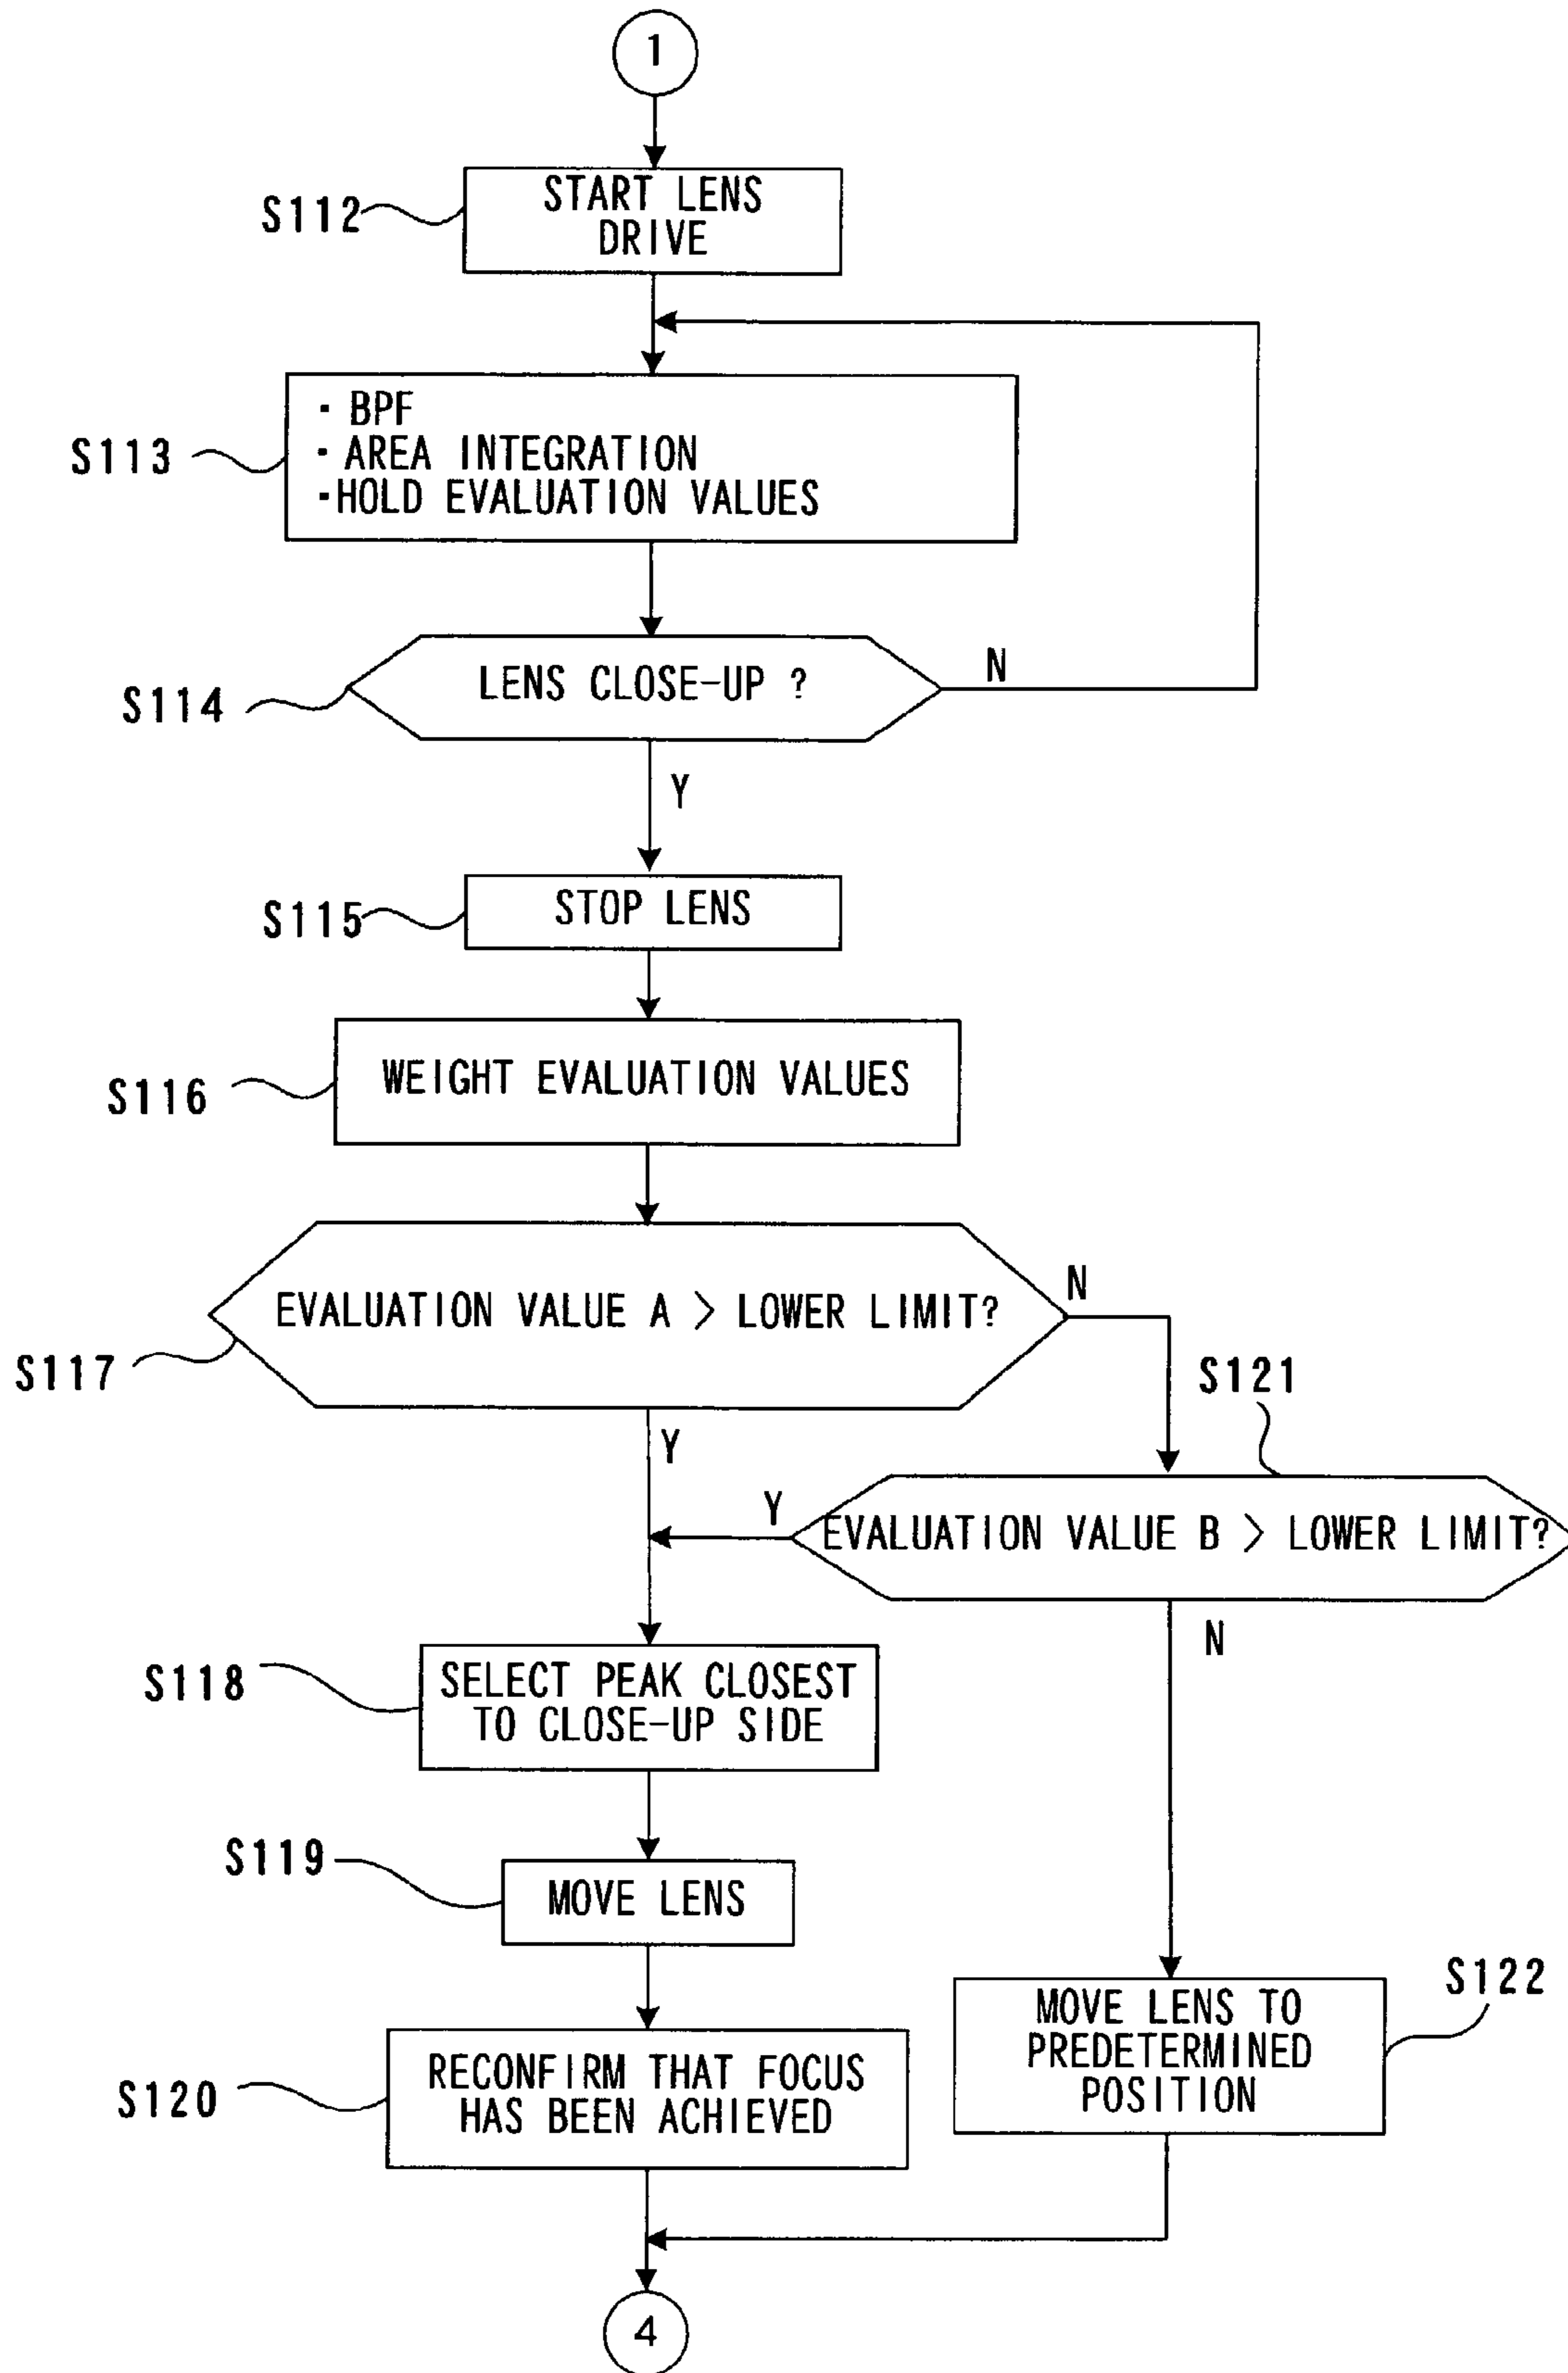 1
S112
START LENS
DRIVE
S113
· BPF
· AREA INTEGRATION
·HOLD EVALUATION VALUES
S114
LENS CLOSE-UP ?
N
Y
S115
STOP LENS
S116
WEIGHT EVALUATION VALUES
S117
EVALUATION VALUE A > LOWER LIMIT?
N
Y
S121
EVALUATION VALUE B > LOWER LIMIT?
Y
N
S118
SELECT PEAK CLOSEST
TO CLOSE-UP SIDE
S119
MOVE LENS
S120
RECONFIRM THAT FOCUS
HAS BEEN ACHIEVED
S122
MOVE LENS TO
PREDETERMINED
POSITION
4